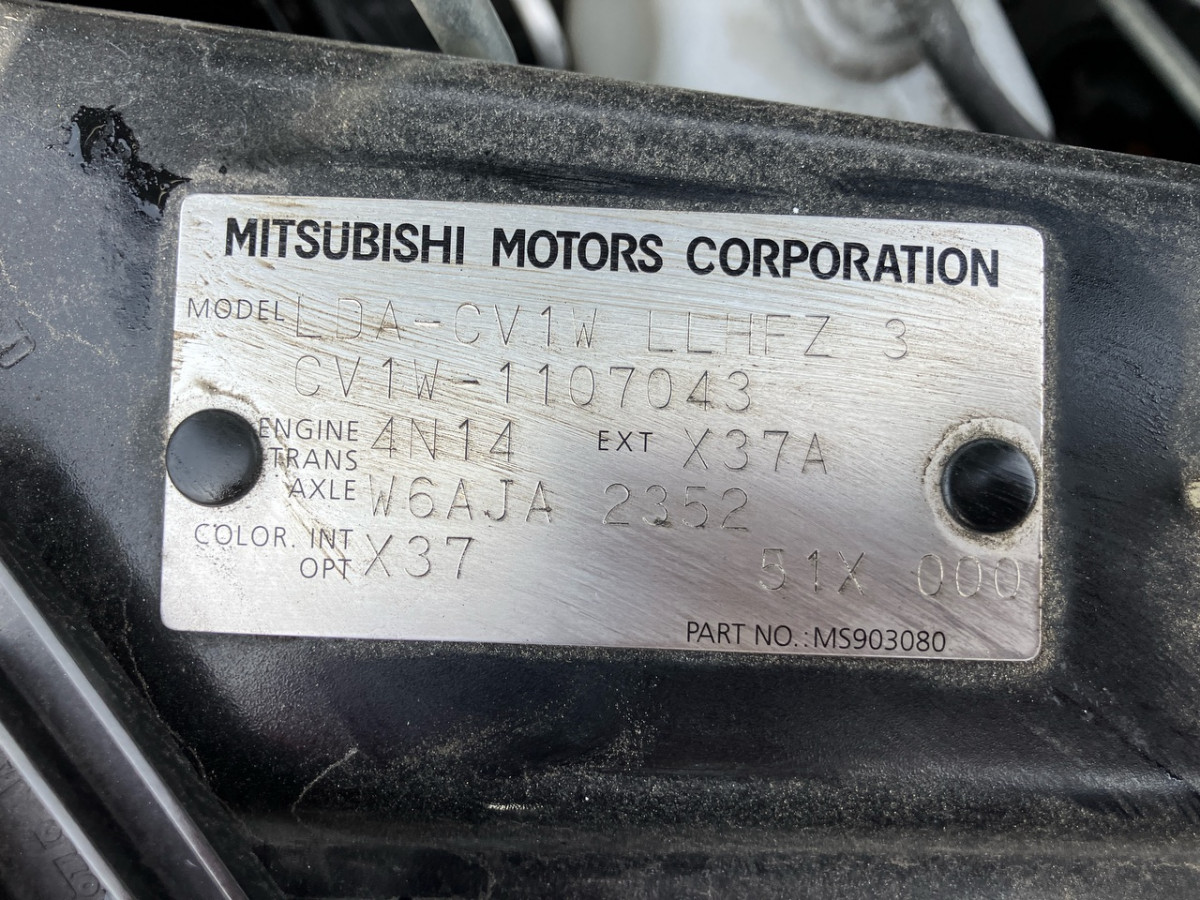 MITSUBISHI MOTORS CORPORATION
MODEL LDA-CV1W LLHFZ 3
CV1W-1107043
ENGINE 4N14 EXT X37A
TRANS
AXLE W6AJA 2352
COLOR. INT X37
OPT 51X 000
PART NO.: MS903080